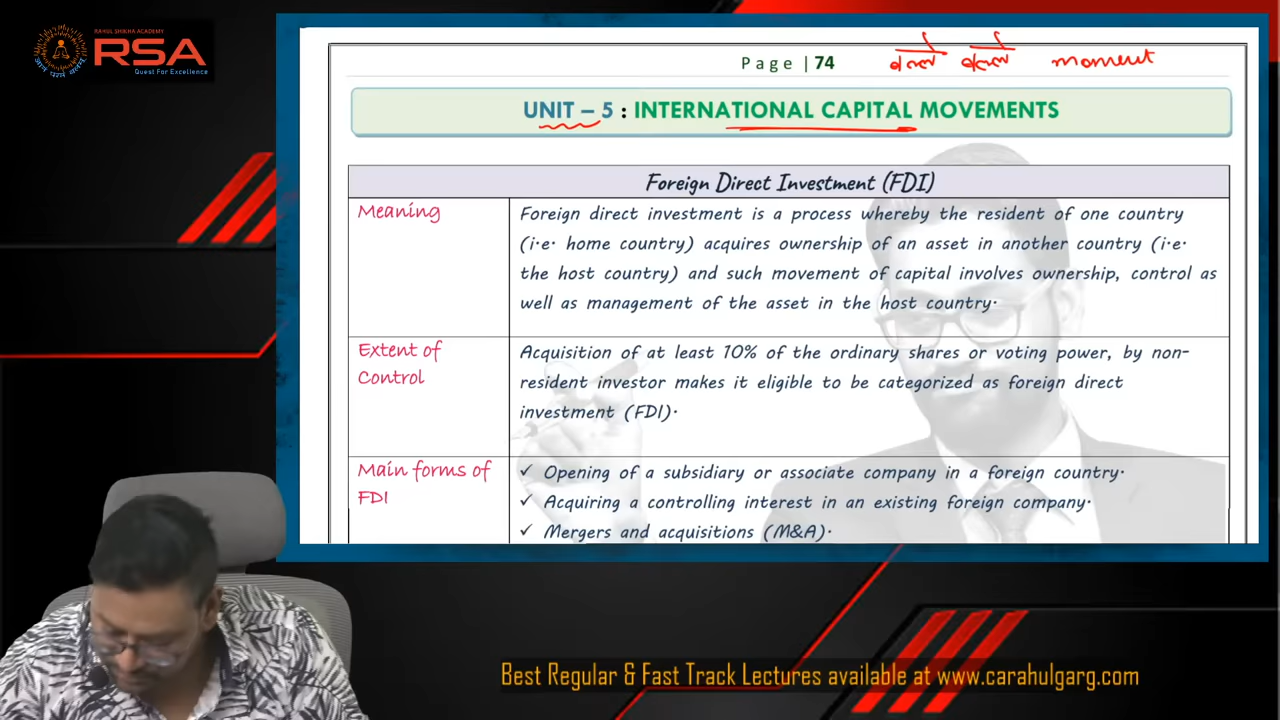 RAHUL SHIKHA ACADEMY
RSA
Quest For Excellence
Page | 74
moment
UNIT – 5 : INTERNATIONAL CAPITAL MOVEMENTS
Foreign Direct Investment (FDI)
Meaning
Foreign direct investment is a process whereby the resident of one country
(i.e. home country) acquires ownership of an asset in another country (i.e.
the host country) and such movement of capital involves ownership, control as
well as management of the asset in the host country.
Extent of
Control
Acquisition of at least 10% of the ordinary shares or voting power, by non-
resident investor makes it eligible to be categorized as foreign direct
investment (FDI).
Main forms of
FDI
✓ Opening of a subsidiary or associate company in a foreign country.
✓ Acquiring a controlling interest in an existing foreign company.
✓ Mergers and acquisitions (M&A).
Best Regular & Fast Track Lectures available at www.carahulgarg.com